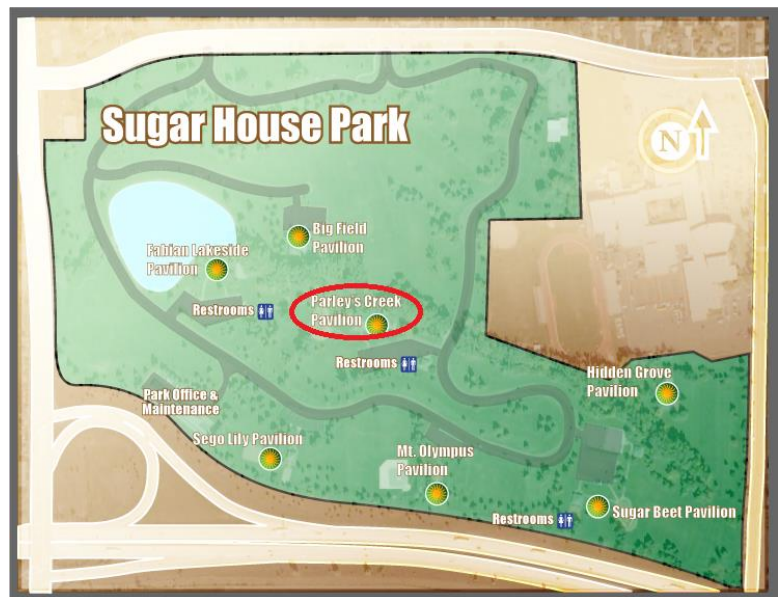 Sugar House Park
N
Big Field
Pavilion
Fabian Lakeside
Pavilion
Restrooms
Parley's Creek
Pavilion
Restrooms
Hidden Grove
Pavilion
Park Office &
Maintenance
Sego Lily Pavilion
Mt. Olympus
Pavilion
Sugar Beet Pavilion
Restrooms